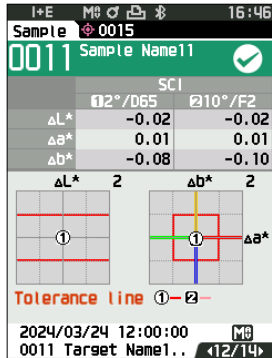 I+E M 16:46
Sample 0015
0011 Sample Name11
SCI
1 2°/D65 2 10°/F2
ΔL* -0.02 -0.02
Δa* 0.01 0.01
Δb* -0.08 -0.10
ΔL* 2 Δb* 2
① ① Δa*
Tolerance line ①- 2-
2024/03/24 12:00:00 M
0011 Target Name1.. ◀12/14▶